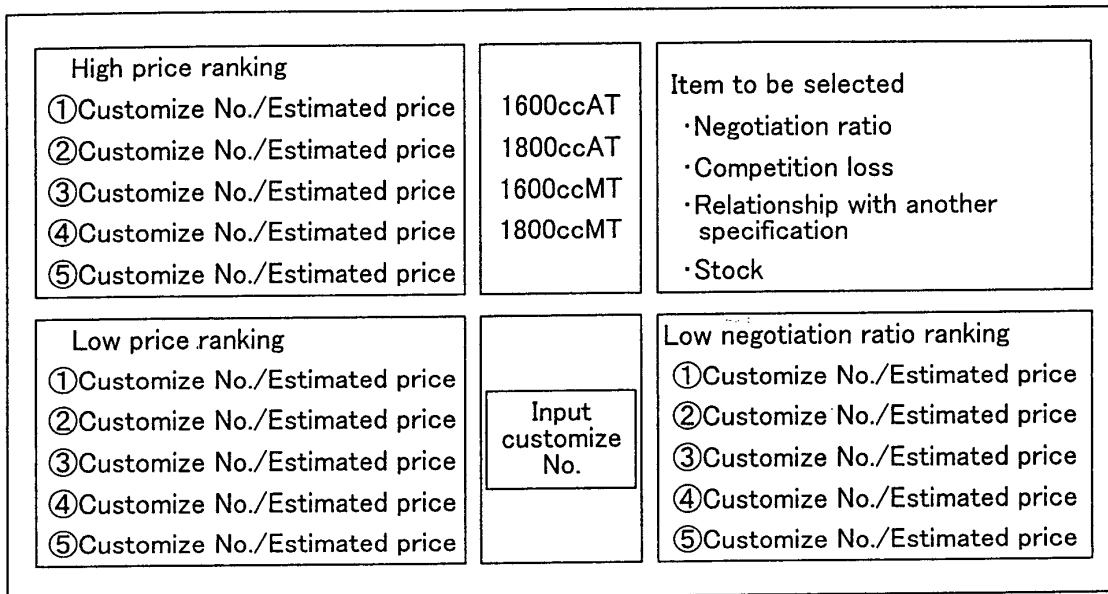 High price ranking
①Customize No./Estimated price
②Customize No./Estimated price
③Customize No./Estimated price
④Customize No./Estimated price
⑤Customize No./Estimated price
1600ccAT
1800ccAT
1600ccMT
1800ccMT
Item to be selected
・Negotiation ratio
・Competition loss
・Relationship with another
specification
・Stock
Low price ranking
①Customize No./Estimated price
②Customize No./Estimated price
③Customize No./Estimated price
④Customize No./Estimated price
⑤Customize No./Estimated price
Input
customize
No.
Low negotiation ratio ranking
①Customize No./Estimated price
②Customize No./Estimated price
③Customize No./Estimated price
④Customize No./Estimated price
⑤Customize No./Estimated price